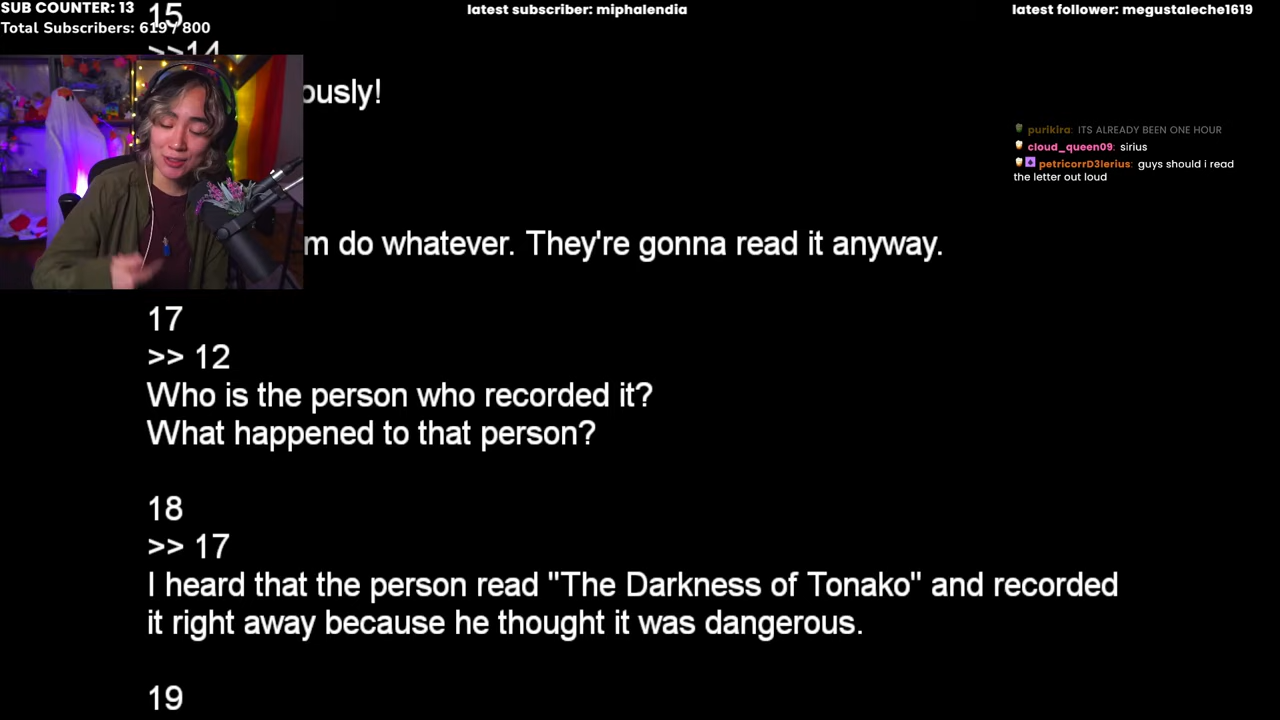 SUB COUNTER: 13
Total Subscribers: 619 / 800
latest subscriber: miphalendia
latest follower: megustaleche1619
15
>>14
ously!
purikira: ITS ALREADY BEEN ONE HOUR
cloud_queen09: sirius
petricorrD3lerius: guys should i read
the letter out loud
m do whatever. They're gonna read it anyway.
17
>> 12
Who is the person who recorded it?
What happened to that person?
18
>> 17
I heard that the person read "The Darkness of Tonako" and recorded
it right away because he thought it was dangerous.
19